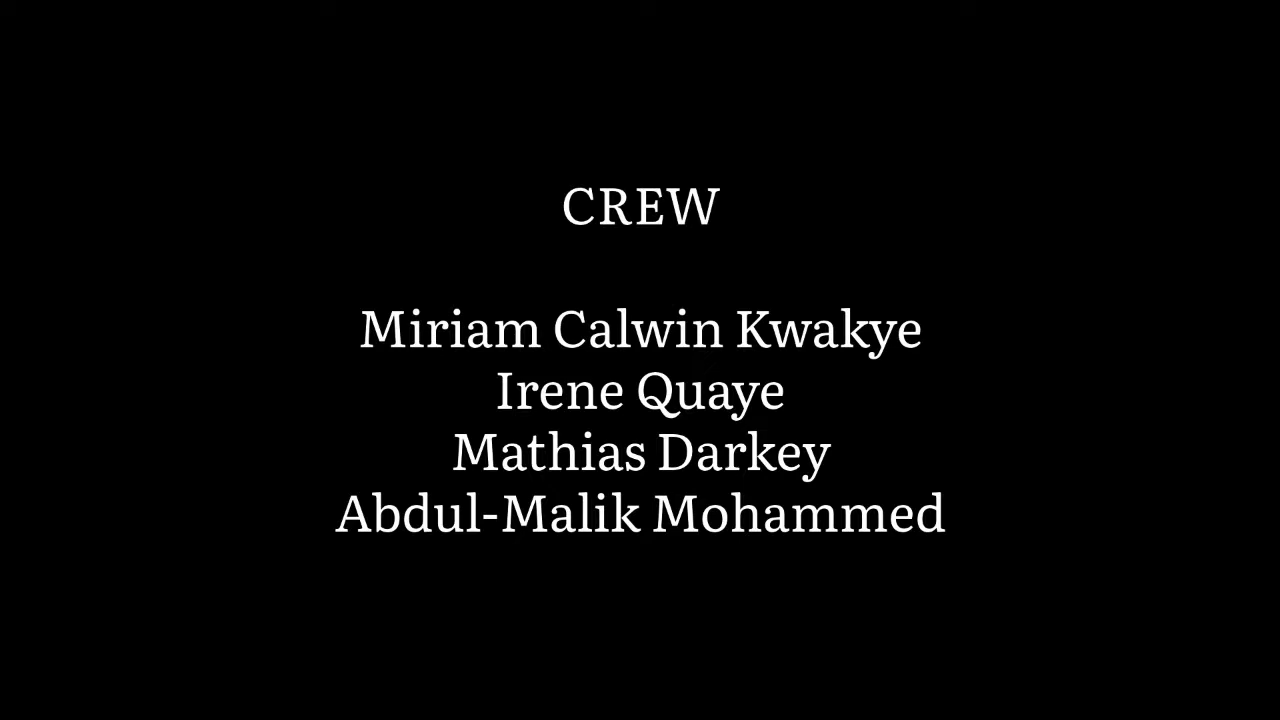 CREW
Miriam Calwin Kwakye
Irene Quaye
Mathias Darkey
Abdul-Malik Mohammed